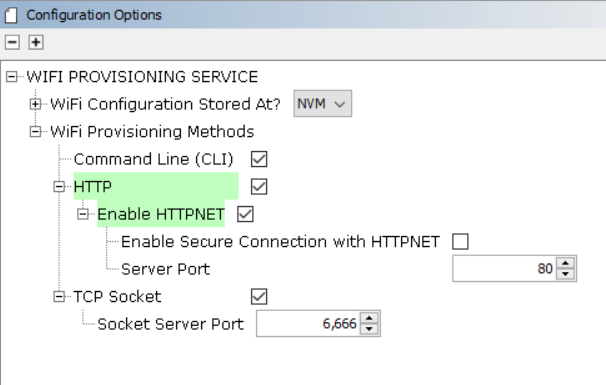 Configuration Options
WIFI PROVISIONING SERVICE
WiFi Configuration Stored At? NVM
WiFi Provisioning Methods
Command Line (CLI)
HTTP
Enable HTTPNET
Enable Secure Connection with HTTPNET
Server Port 80
TCP Socket
Socket Server Port 6,666